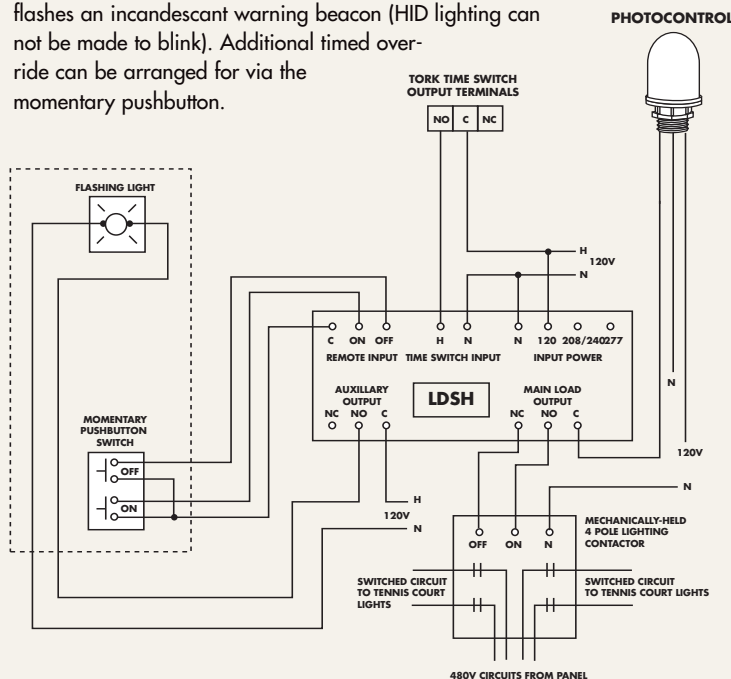 flashes an incandescant warning beacon (HID lighting can
not be made to blink). Additional timed over-
ride can be arranged for via the
momentary pushbutton.
PHOTOCONTROL
TORK TIME SWITCH
OUTPUT TERMINALS
NO C NC
FLASHING LIGHT
H
120V
N
C ON OFF H N N 120 208/240277
REMOTE INPUT TIME SWITCH INPUT INPUT POWER
AUXILLARY
OUTPUT
NC NO C
LDSH
MAIN LOAD
OUTPUT
NC NO C
N
120V
MOMENTARY
PUSHBUTTON
SWITCH
OFF
ON
H
120V
N
N
OFF ON N
MECHANICALLY-HELD
4 POLE LIGHTING
CONTACTOR
SWITCHED CIRCUIT
TO TENNIS COURT
LIGHTS
SWITCHED CIRCUIT
TO TENNIS COURT LIGHTS
480V CIRCUITS FROM PANEL